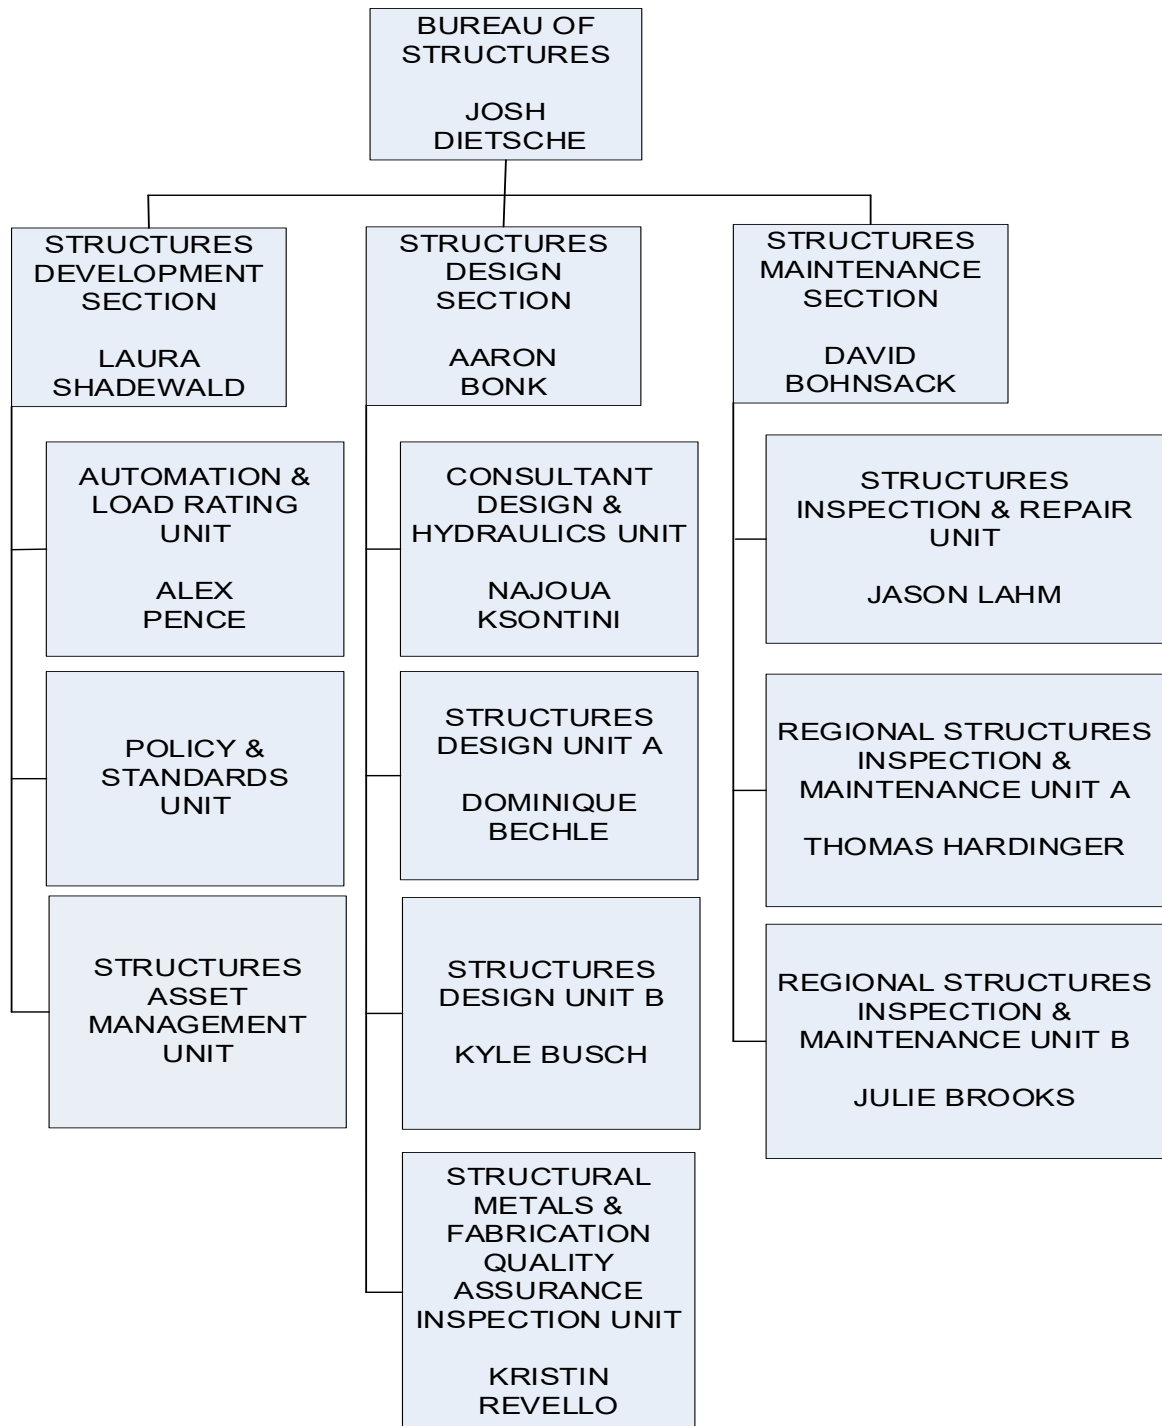 BUREAU OF
STRUCTURES
JOSH
DIETSCHE
STRUCTURES
DEVELOPMENT
SECTION
LAURA
SHADEWALD
STRUCTURES
DESIGN
SECTION
AARON
BONK
STRUCTURES
MAINTENANCE
SECTION
DAVID
BOHNSACK
AUTOMATION &
LOAD RATING
UNIT
ALEX
PENCE
POLICY &
STANDARDS
UNIT
STRUCTURES
ASSET
MANAGEMENT
UNIT
CONSULTANT
DESIGN &
HYDRAULICS UNIT
NAJOUA
KSONTINI
STRUCTURES
DESIGN UNIT A
DOMINIQUE
BECHLE
STRUCTURES
DESIGN UNIT B
KYLE BUSCH
STRUCTURAL
METALS &
FABRICATION
QUALITY
ASSURANCE
INSPECTION UNIT
KRISTIN
REVELLO
STRUCTURES
INSPECTION & REPAIR
UNIT
JASON LAHM
REGIONAL STRUCTURES
INSPECTION &
MAINTENANCE UNIT A
THOMAS HARDINGER
REGIONAL STRUCTURES
INSPECTION &
MAINTENANCE UNIT B
JULIE BROOKS